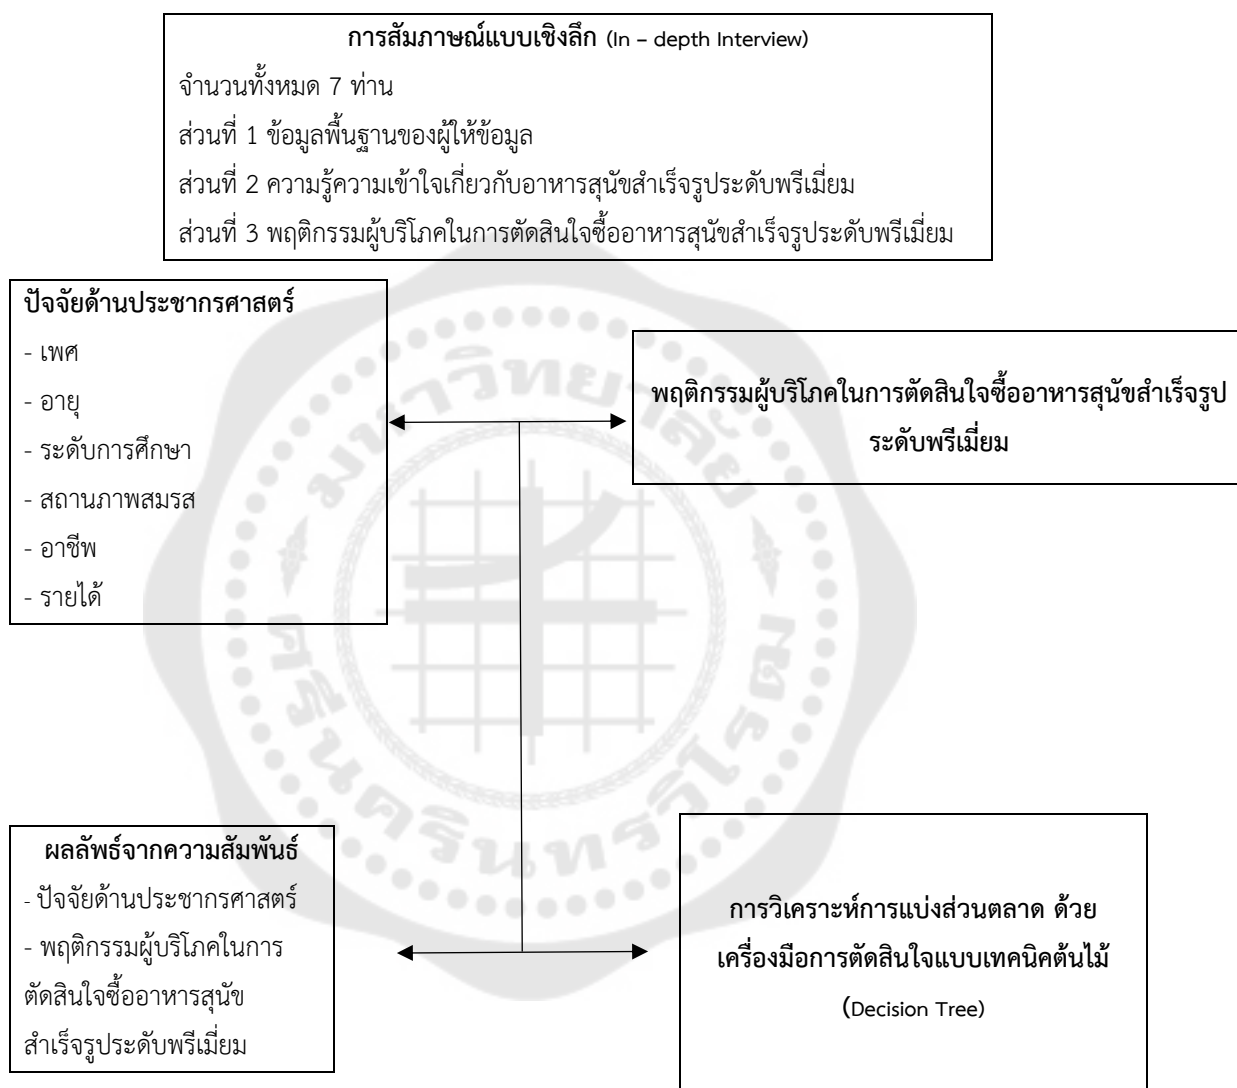 การสัมภาษณ์แบบเชิงลึก (In – depth Interview)
จำนวนทั้งหมด 7 ท่าน
ส่วนที่ 1 ข้อมูลพื้นฐานของผู้ให้ข้อมูล
ส่วนที่ 2 ความรู้ความเข้าใจเกี่ยวกับอาหารสุนัขสำเร็จรูประดับพรีเมี่ยม
ส่วนที่ 3 พฤติกรรมผู้บริโภคในการตัดสินใจซื้ออาหารสุนัขสำเร็จรูประดับพรีเมี่ยม
ปัจจัยด้านประชากรศาสตร์
- เพศ
- อายุ
- ระดับการศึกษา
- สถานภาพสมรส
- อาชีพ
- รายได้
พฤติกรรมผู้บริโภคในการตัดสินใจซื้ออาหารสุนัขสำเร็จรูป
ระดับพรีเมี่ยม
มหาวิทยาลัย
ศรีนครินทรวิโรฒ
ผลลัพธ์จากความสัมพันธ์
- ปัจจัยด้านประชากรศาสตร์
- พฤติกรรมผู้บริโภคในการ
ตัดสินใจซื้ออาหารสุนัข
สำเร็จรูประดับพรีเมี่ยม
การวิเคราะห์การแบ่งส่วนตลาด ด้วย
เครื่องมือการตัดสินใจแบบเทคนิคต้นไม้
(Decision Tree)